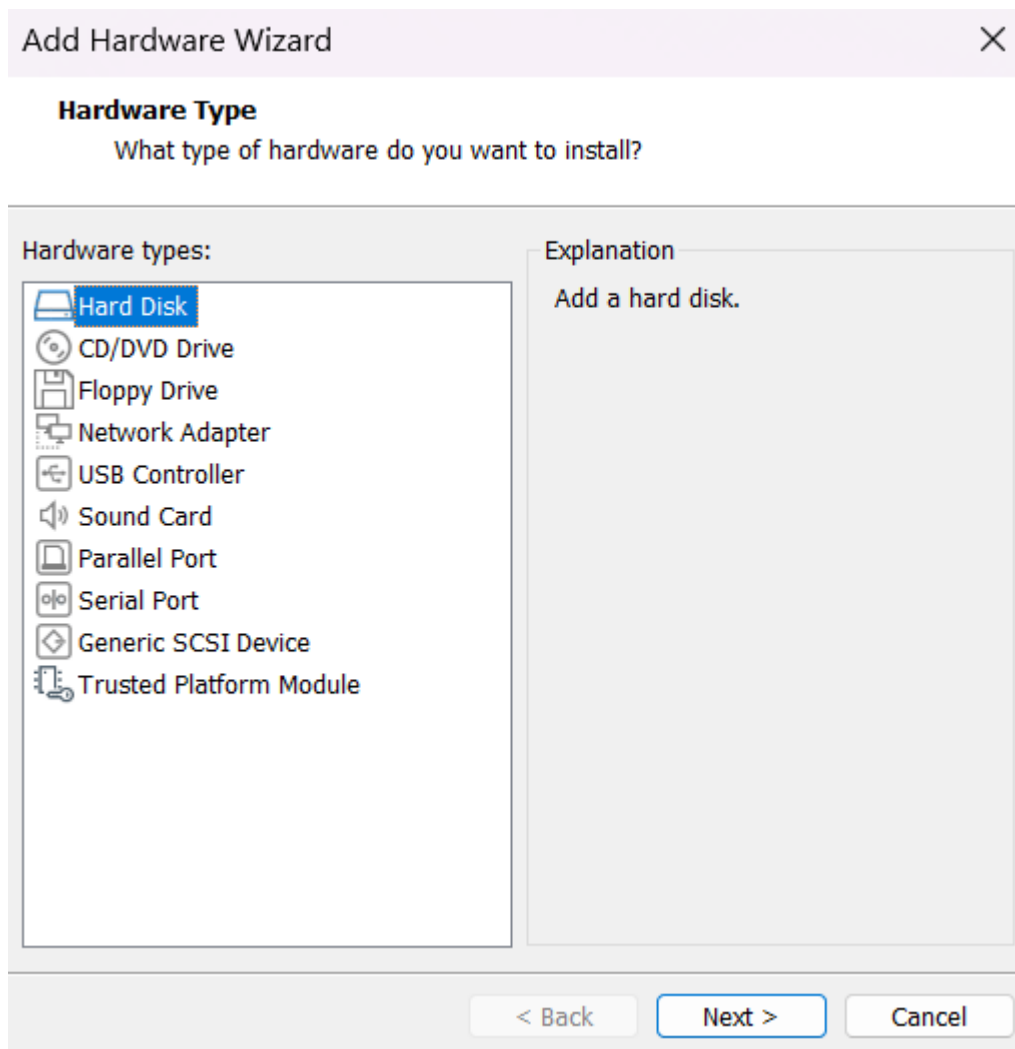 Add Hardware Wizard
Hardware Type
What type of hardware do you want to install?
Hardware types:
Hard Disk
CD/DVD Drive
Floppy Drive
Network Adapter
USB Controller
Sound Card
Parallel Port
Serial Port
Generic SCSI Device
Trusted Platform Module
Explanation
Add a hard disk.
< Back
Next >
Cancel